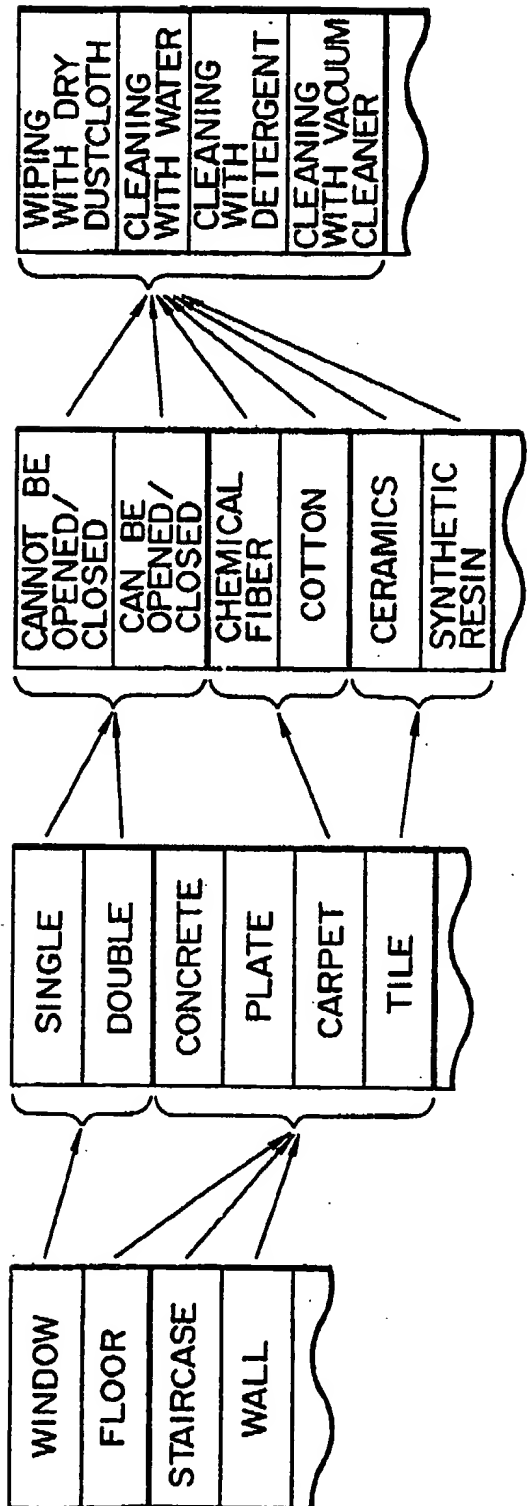 WINDOW
FLOOR
STAIRCASE
WALL
SINGLE
DOUBLE
CONCRETE
PLATE
CARPET
TILE
CANNOT BE
OPENED/
CLOSED
CAN BE
OPENED/
CLOSED
CHEMICAL
FIBER
COTTON
CERAMICS
SYNTHETIC
RESIN
WIPING
WITH DRY
DUSTCLOTH
CLEANING
WITH WATER
CLEANING
WITH
DETERGENT
CLEANING
WITH VACUUM
CLEANER